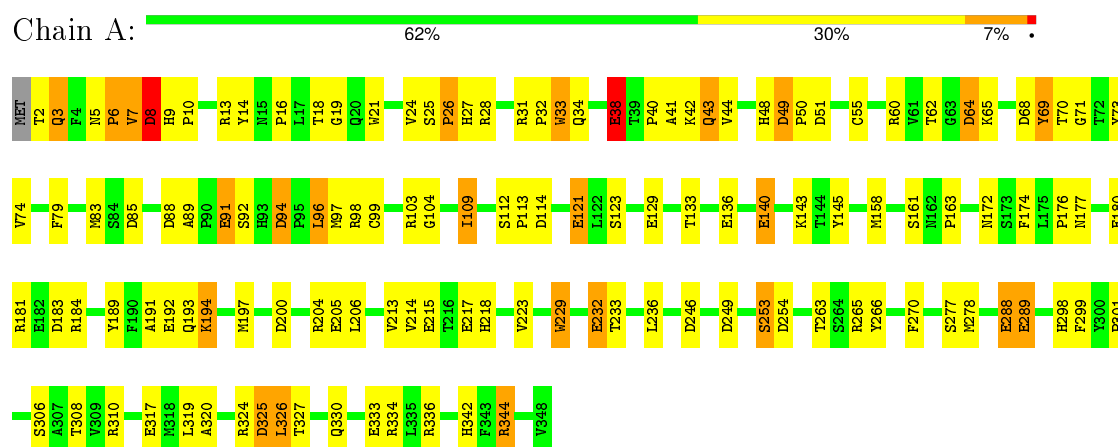 Chain A:
62% 30% 7% •
MET T2 Q3 F4 N5 P6 V7 D8 H9 P10 R13 Y14 N15 P16 L17 T18 G19 Q20 W21 V24 S25 P26 H27 R28 R31 P32 W33 Q34 E38 T39 P40 A41 K42 Q43 V44 H48 D49 P50 D51 C55 R60 V61 T62 G63 D64 K65 D68 Y69 T70 G71 T72 Y73
V74 F79 M83 S84 D85 D88 A89 P90 E91 S92 H93 D94 P95 L96 M97 R98 C99 R103 G104 I109 S112 P113 D114 E121 L122 S123 E129 T133 E136 E140 K143 T144 Y145 M158 S161 N162 P163 N172 S173 F174 L175 P176 N177 E180
R181 E182 D183 R184 Y189 F190 A191 E192 Q193 K194 M197 D200 R204 E205 L206 V213 V214 E215 T216 E217 H218 V223 W229 E232 T233 L236 D246 D249 S253 D254 T263 S264 R265 Y266 F270 S277 M278 E288 E289 H298 F299 Y300 P301
S306 A307 T308 V309 R310 E317 M318 L319 A320 R324 D325 L326 T327 Q330 E333 R334 L335 R336 H342 F343 R344 V348